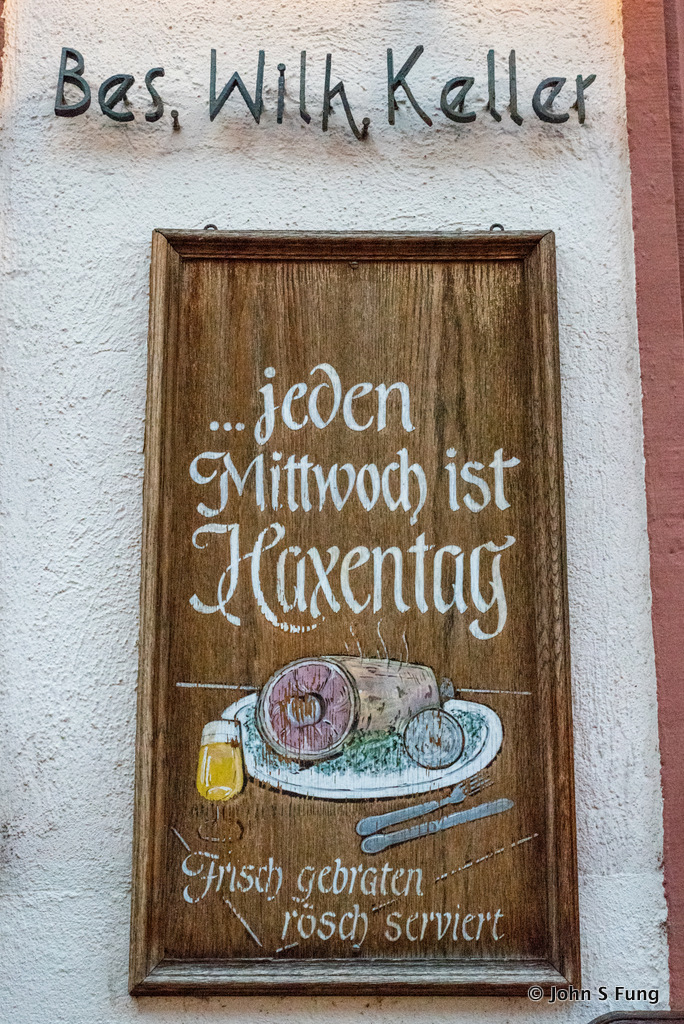 Bes. Wilh. Keller
...jeden
Mittwoch ist
Haxentag
Frisch gebraten
rösch serviert
© John S Fung